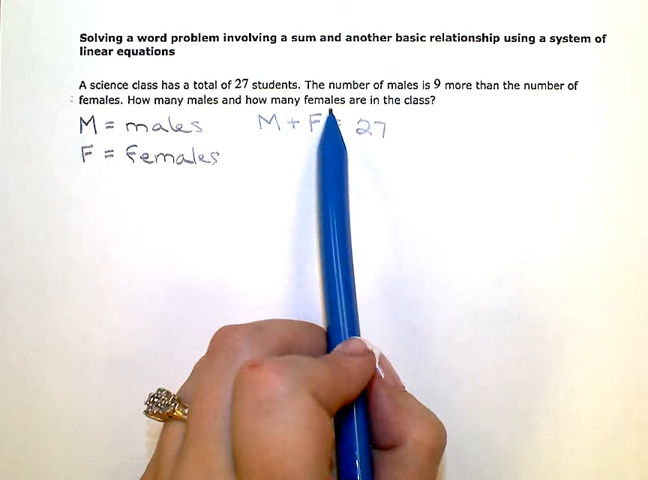 Solving a word problem involving a sum and another basic relationship using a system of
linear equations
A science class has a total of 27 students. The number of males is 9 more than the number of
females. How many males and how many females are in the class?
M = males M + F = 27
F = females